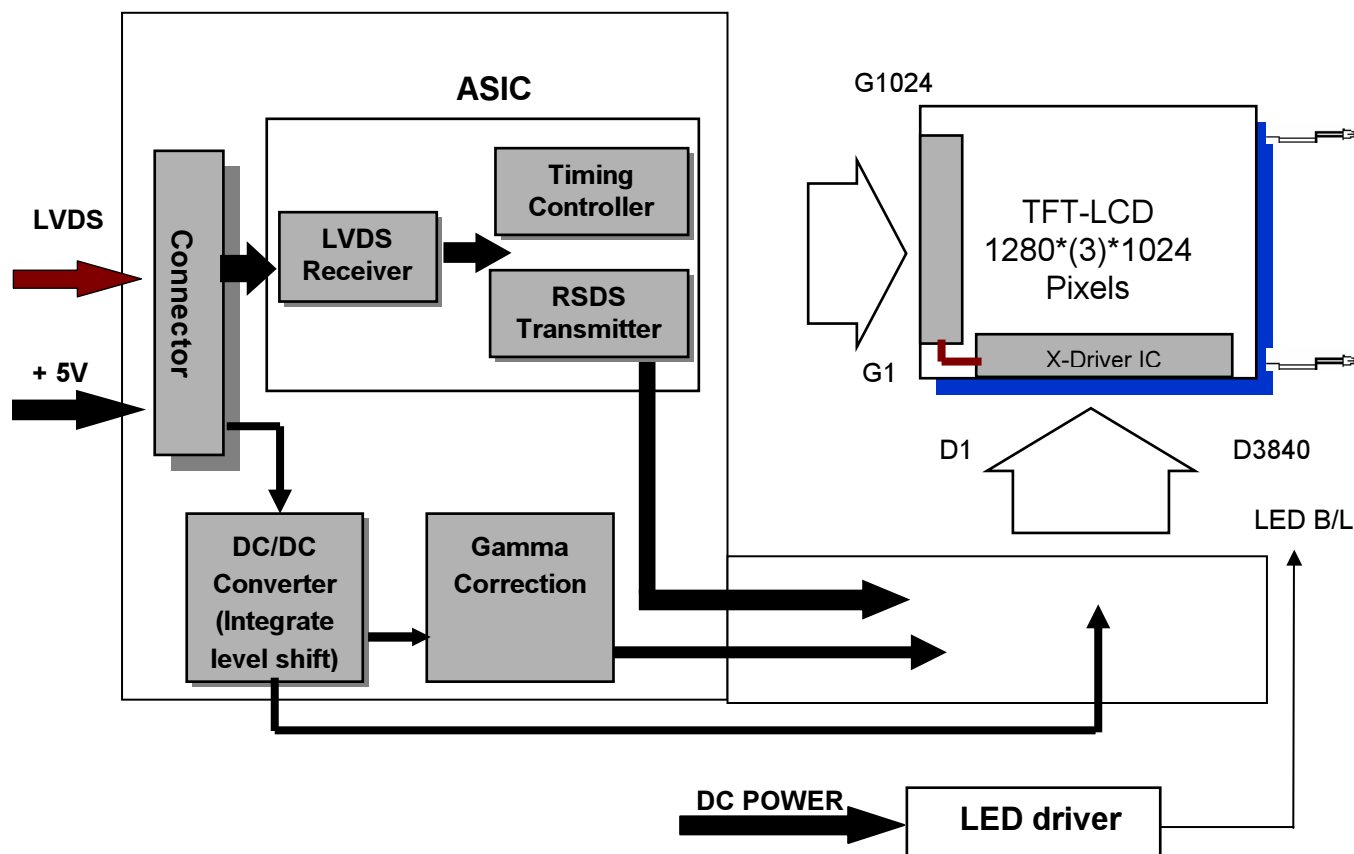 ASIC
LVDS
+ 5V
Connector
LVDS
Receiver
Timing
Controller
RSDS
Transmitter
DC/DC
Converter
(Integrate
level shift)
Gamma
Correction
G1024
G1
TFT-LCD
1280*(3)*1024
Pixels
X-Driver IC
D1
D3840
LED B/L
DC POWER
LED driver